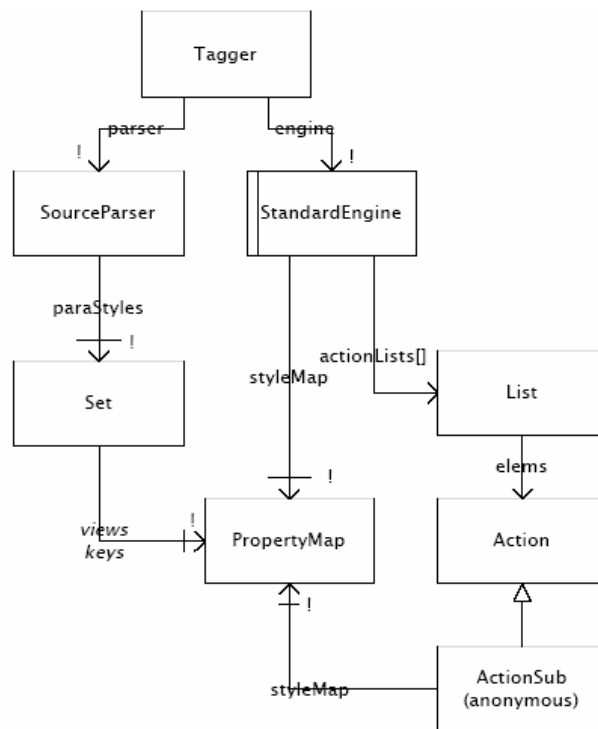 Tagger
parser
engine
!
!
SourceParser
StandardEngine
paraStyles
!
actionLists[]
styleMap
Set
List
elems
!
views
keys
!
PropertyMap
Action
!
styleMap
ActionSub
(anonymous)